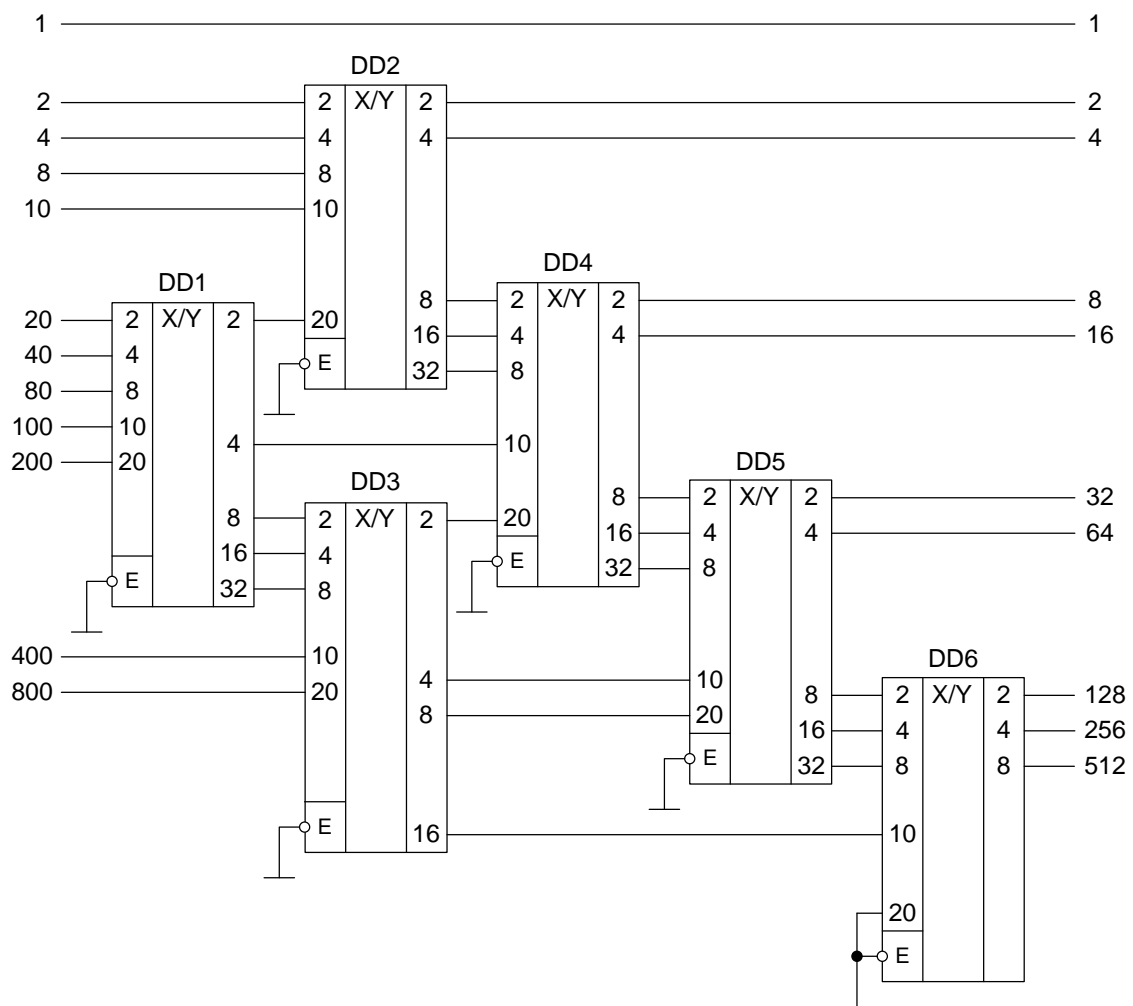 1 1
DD2
2 2 X/Y 2 2
4 4 4 4
8 8
10 10
DD4
DD1
8 2 X/Y 2 8
20 2 X/Y 2 20
16 4 4 16
40 4 E
32 8
80 8
100 10
4 10
200 20
DD5
DD3
8 2 X/Y 2 32
8 2 X/Y 2 20
16 4 4 64
16 4 E
32 8
E 32 8
400 10
DD6
4 10
800 20
8 2 X/Y 2 128
8 20
16 4 4 256
E
32 8 8 512
E 16 10
20
E